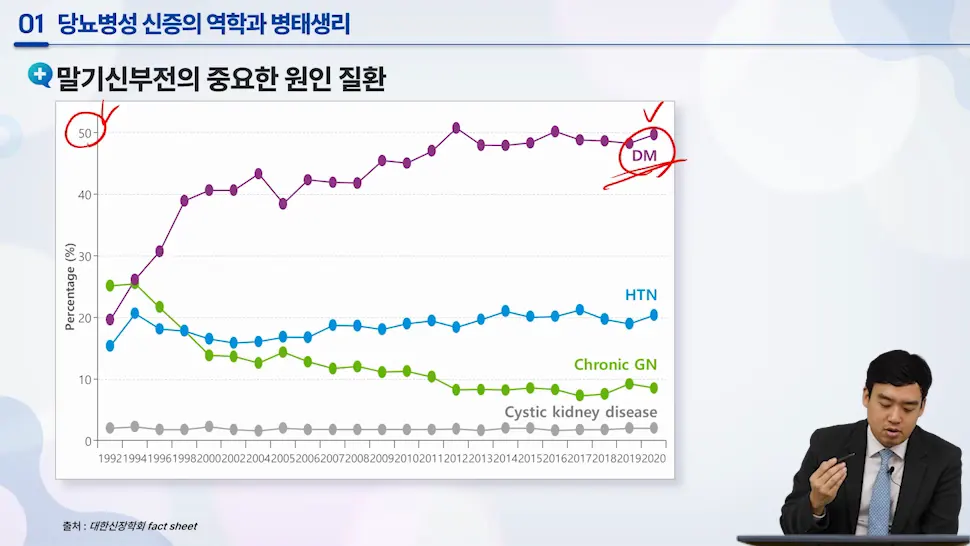 01 당뇨병성 신증의 역학과 병태생리
말기신부전의 중요한 원인 질환
50
40
30
20
10
0
Percentage (%)
DM
HTN
Chronic GN
Cystic kidney disease
1992 1994 1996 1998 2000 2002 2004 2005 2006 2007 2008 2009 2010 2011 2012 2013 2014 2015 2016 2017 2018 2019 2020
출처 : 대한신장학회 fact sheet